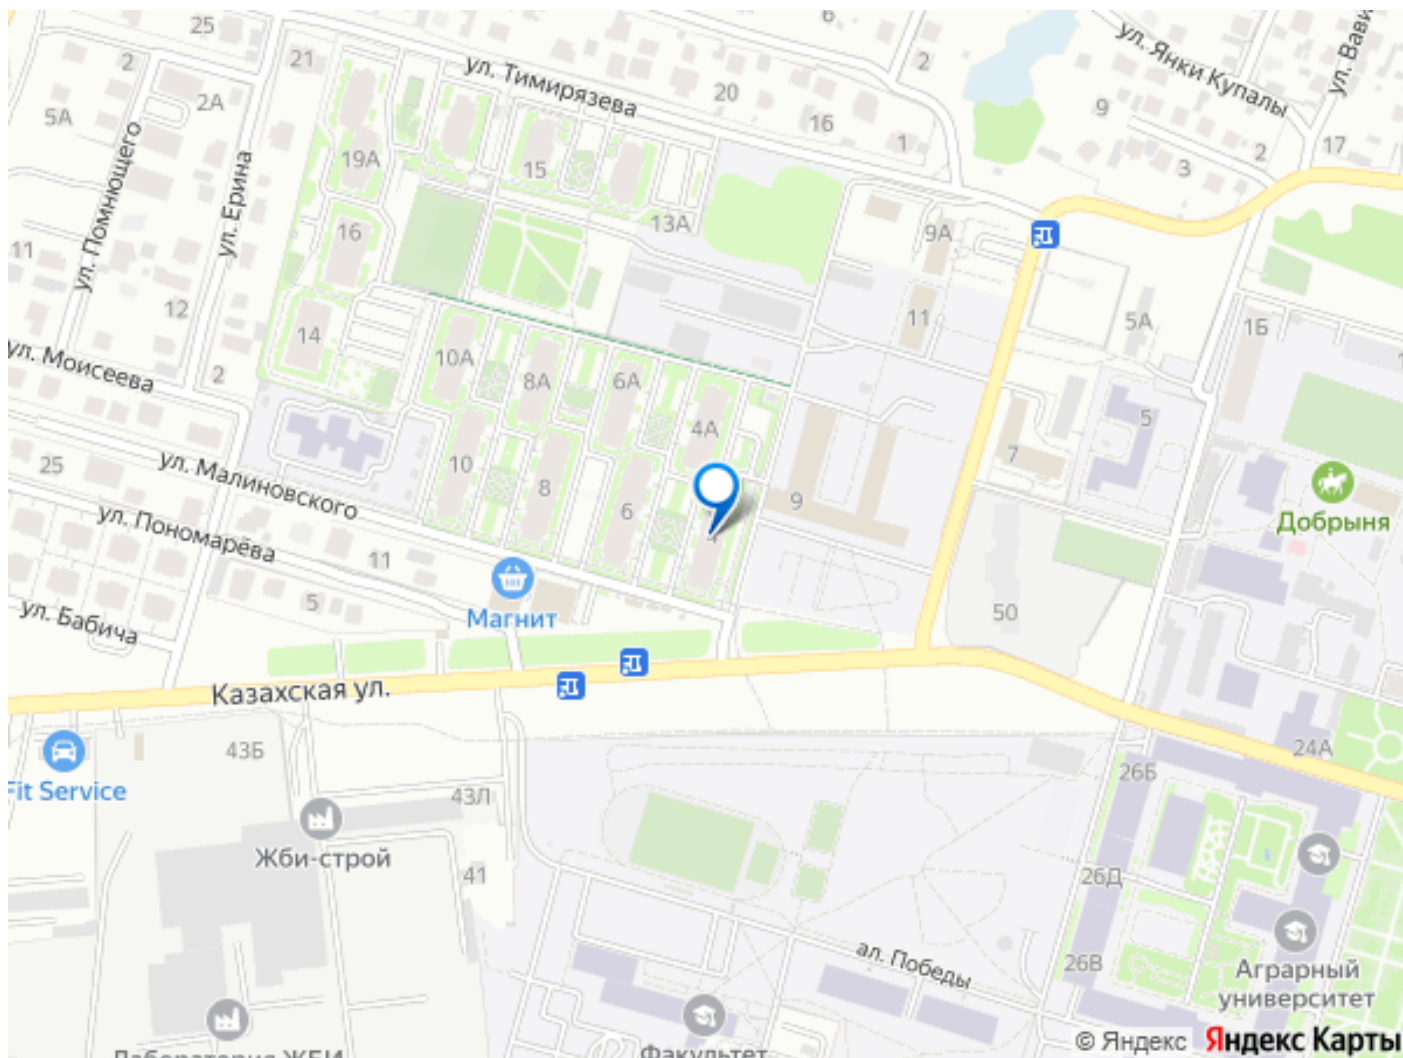 25
6
ул. Янки Купалы
ул. Вави
2
21
ул. Тимирязева
2
2А
20
9
5А
16
17
ул. Помнющего
19А
15
1
2
3
ул. Ерина
16
13А
9А
11
12
14
11
5А
1Б
ул. Моисеева
2
10А
8А
6А
4А
5
7
25
ул. Малиновского
10
8
6
9
Добрыня
ул. Пономарёва
11
5
Магнит
50
ул. Бабича
Казахская ул.
43Б
24А
26Б
Fit Service
43Л
Жби-строй
41
26Д
ал. Победы
26В
Аграрный
университет
Лаборатория ЖБИ
Факультет
© Яндекс Яндекс Карты